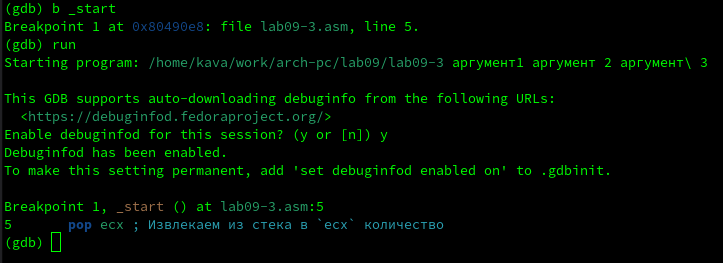 (gdb) b _start
Breakpoint 1 at 0x80490e8: file lab09-3.asm, line 5.
(gdb) run
Starting program: /home/kava/work/arch-pc/lab09/lab09-3 аргумент1 аргумент 2 аргумент\ 3
This GDB supports auto-downloading debuginfo from the following URLs:
<https://debuginfod.fedoraproject.org/>
Enable debuginfod for this session? (y or [n]) y
Debuginfod has been enabled.
To make this setting permanent, add 'set debuginfod enabled on' to .gdbinit.
Breakpoint 1, _start () at lab09-3.asm:5
5 pop ecx ; Извлекаем из стека в `ecx` количество
(gdb)